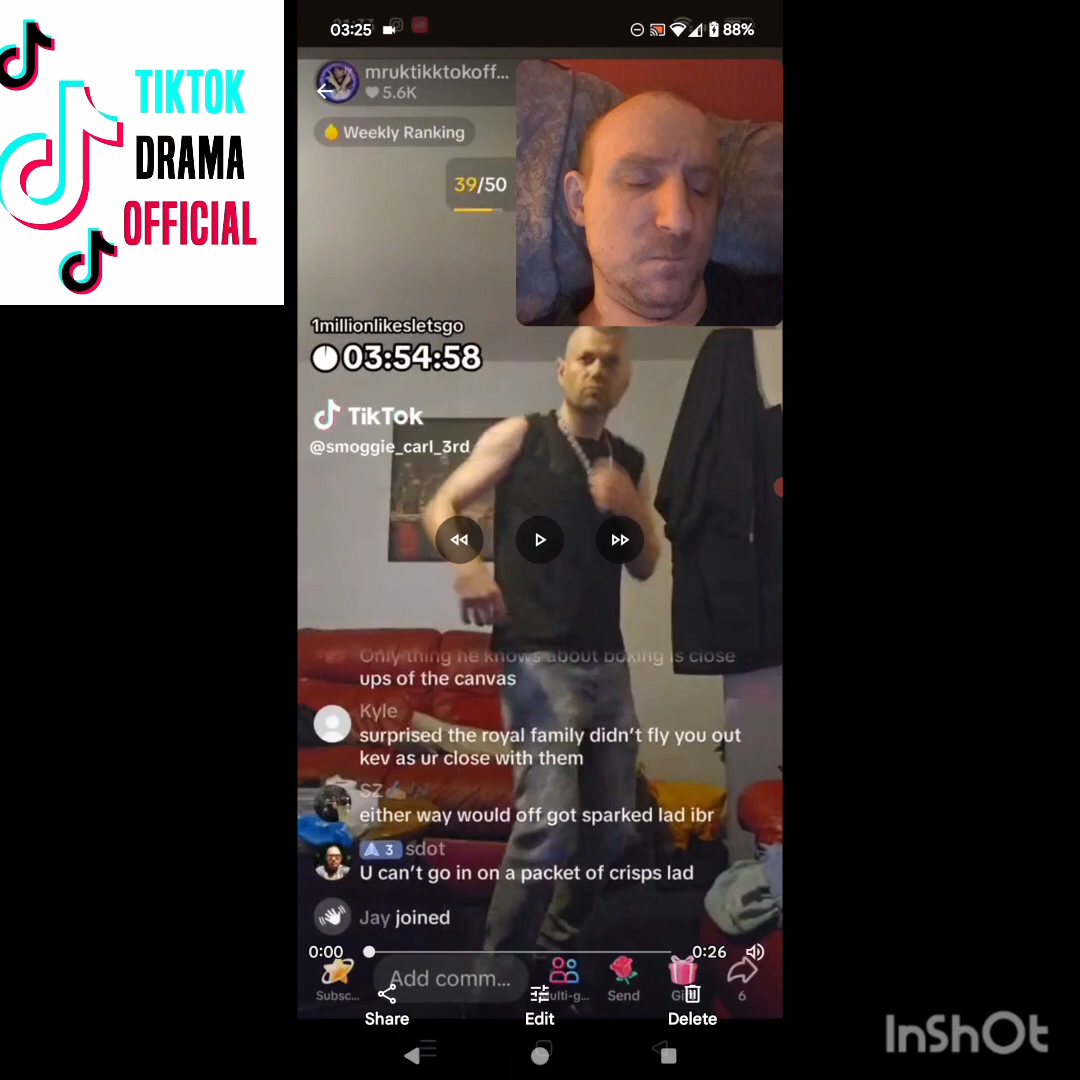 TIKTOK
DRAMA
OFFICIAL
03:25
88%
mruktikktokoff...
5.6K
Weekly Ranking
39/50
1millionlikesletsgo
03:54:58
TikTok
@smoggie_carl_3rd
Only thing he knows about boxing is close
ups of the canvas
Kyle
surprised the royal family didn't fly you out
kev as ur close with them
SZ
either way would off got sparked lad ibr
3 sdot
U can't go in on a packet of crisps lad
Jay joined
0:00
0:26
Add comm...
Subsc...
Send
6
Share
Edit
Delete
InShOt